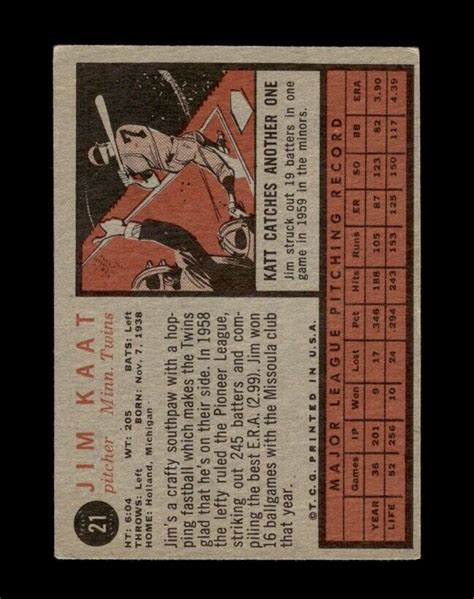 21
JIM KAAT
pitcher Minn. Twins
HT: 6:04 WT: 205 BATS: Left
THROWS: Left BORN: Nov. 7, 1938
HOME: Holland, Michigan
Jim's a crafty southpaw with a hop-
ping fastball which makes the Twins
glad that he's on their side. In 1958
the lefty ruled the Pioneer League,
striking out 245 batters and com-
piling the best E.R.A. (2.99). Jim won
16 ballgames with the Missoula club
that year.
©T.C.G. PRINTED IN U.S.A.
7
KATT CATCHES ANOTHER ONE
Jim struck out 19 batters in one
game in 1959 in the minors.
MAJOR LEAGUE PITCHING RECORD
Games IP Won Lost Pct Hits Runs ER SO BB ERA
YEAR 36 201 9 17 .346 188 105 87 123 82 3.90
LIFE 52 256 10 24 .294 243 153 125 150 117 4.39